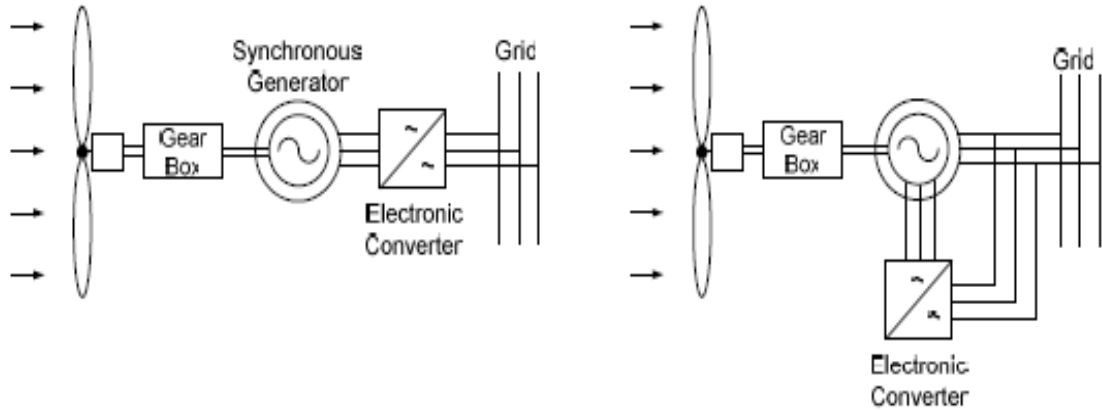 Synchronous
Generator
Grid
Gear
Box
Electronic
Converter
Grid
Gear
Box
Electronic
Converter